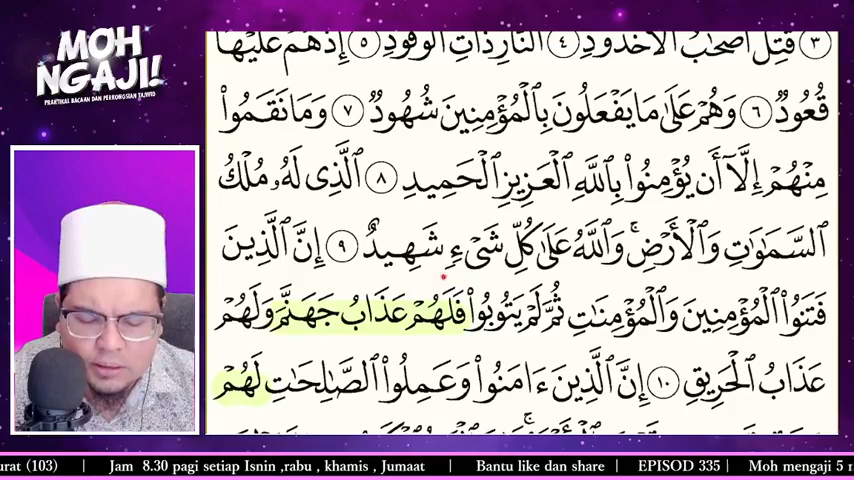 MOH
NGAJI!
PRAKTIKAL BACAAN DAN PERKONGSIAN TAJWID
٣ قُتِلَ أَصْحَٰبُ ٱلْأُخْدُودِ ٤ ٱلنَّارِ ذَاتِ ٱلْوَقُودِ ٥ إِذْ هُمْ عَلَيْهَا
قُعُودٌ ٦ وَهُمْ عَلَىٰ مَا يَفْعَلُونَ بِٱلْمُؤْمِنِينَ شُهُودٌ ٧ وَمَا نَقَمُوا۟
مِنْهُمْ إِلَّآ أَن يُؤْمِنُوا۟ بِٱللَّهِ ٱلْعَزِيزِ ٱلْحَمِيدِ ٨ ٱلَّذِى لَهُۥ مُلْكُ
ٱلسَّمَٰوَٰتِ وَٱلْأَرْضِ ۚ وَٱللَّهُ عَلَىٰ كُلِّ شَىْءٍ شَهِيدٌ ٩ إِنَّ ٱلَّذِينَ
فَتَنُوا۟ ٱلْمُؤْمِنِينَ وَٱلْمُؤْمِنَٰتِ ثُمَّ لَمْ يَتُوبُوا۟ فَلَهُمْ عَذَابُ جَهَنَّمَ وَلَهُمْ
عَذَابُ ٱلْحَرِيقِ ١٠ إِنَّ ٱلَّذِينَ ءَامَنُوا۟ وَعَمِلُوا۟ ٱلصَّٰلِحَٰتِ لَهُمْ
urat (103) | Jam 8.30 pagi setiap Isnin ,rabu , khamis , Jumaat | Bantu like dan share | EPISOD 335 | Moh mengaji 5 m